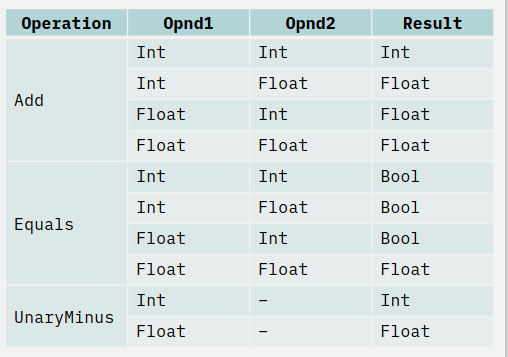 Operation Opnd1 Opnd2 Result
Int Int Int
Int Float Float
Add
Float Int Float
Float Float Float
Int Int Bool
Int Float Bool
Equals
Float Int Bool
Float Float Float
Int – Int
UnaryMinus
Float – Float